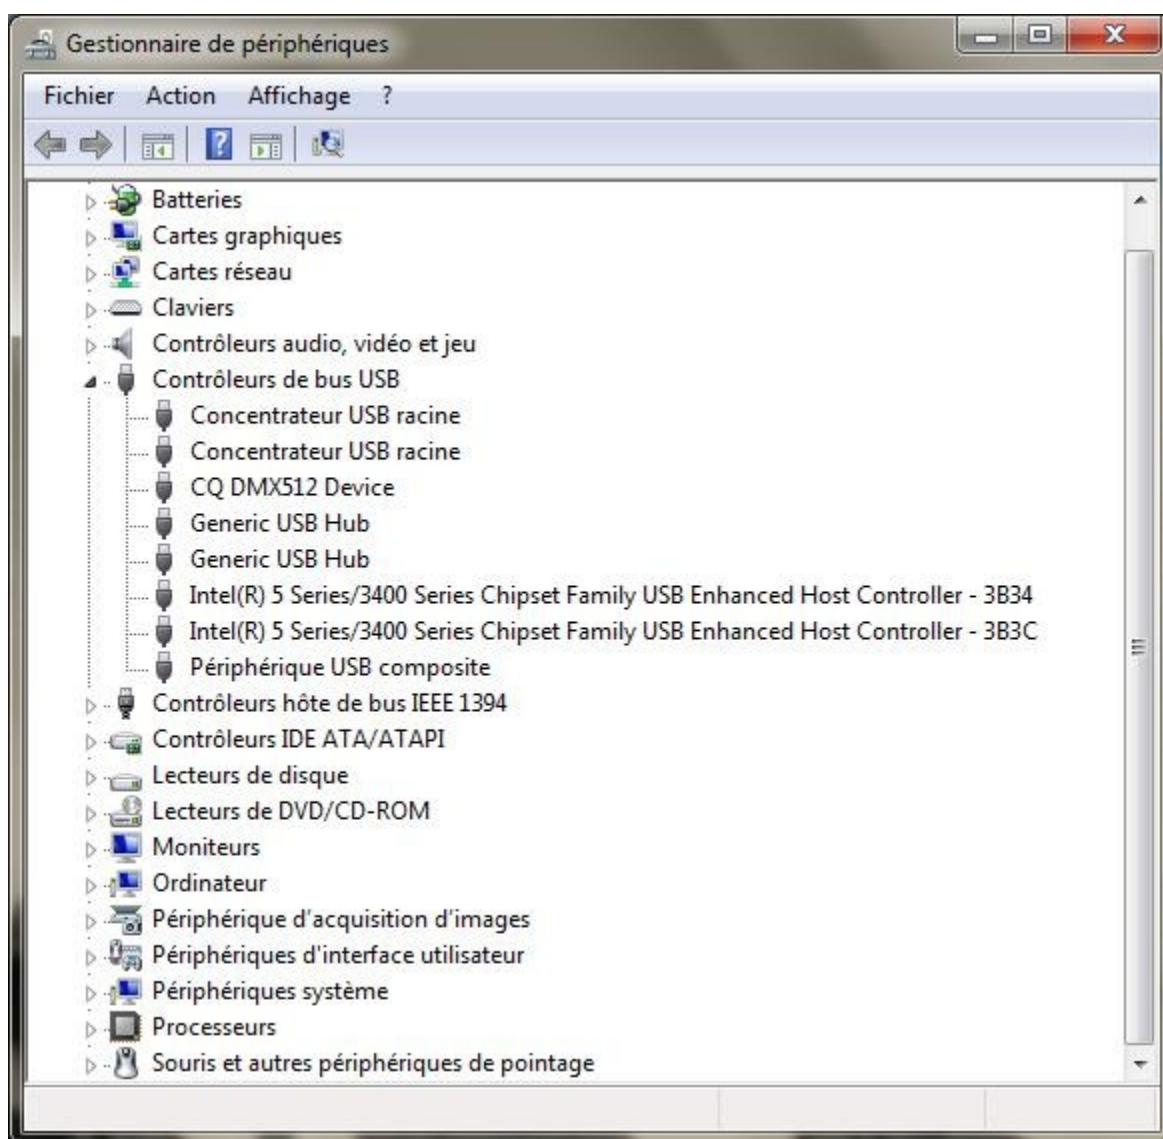 Gestionnaire de périphériques
Fichier Action Affichage ?
Batteries
Cartes graphiques
Cartes réseau
Claviers
Contrôleurs audio, vidéo et jeu
Contrôleurs de bus USB
Concentrateur USB racine
Concentrateur USB racine
CQ DMX512 Device
Generic USB Hub
Generic USB Hub
Intel(R) 5 Series/3400 Series Chipset Family USB Enhanced Host Controller - 3B34
Intel(R) 5 Series/3400 Series Chipset Family USB Enhanced Host Controller - 3B3C
Périphérique USB composite
Contrôleurs hôte de bus IEEE 1394
Contrôleurs IDE ATA/ATAPI
Lecteurs de disque
Lecteurs de DVD/CD-ROM
Moniteurs
Ordinateur
Périphérique d'acquisition d'images
Périphériques d'interface utilisateur
Périphériques système
Processeurs
Souris et autres périphériques de pointage